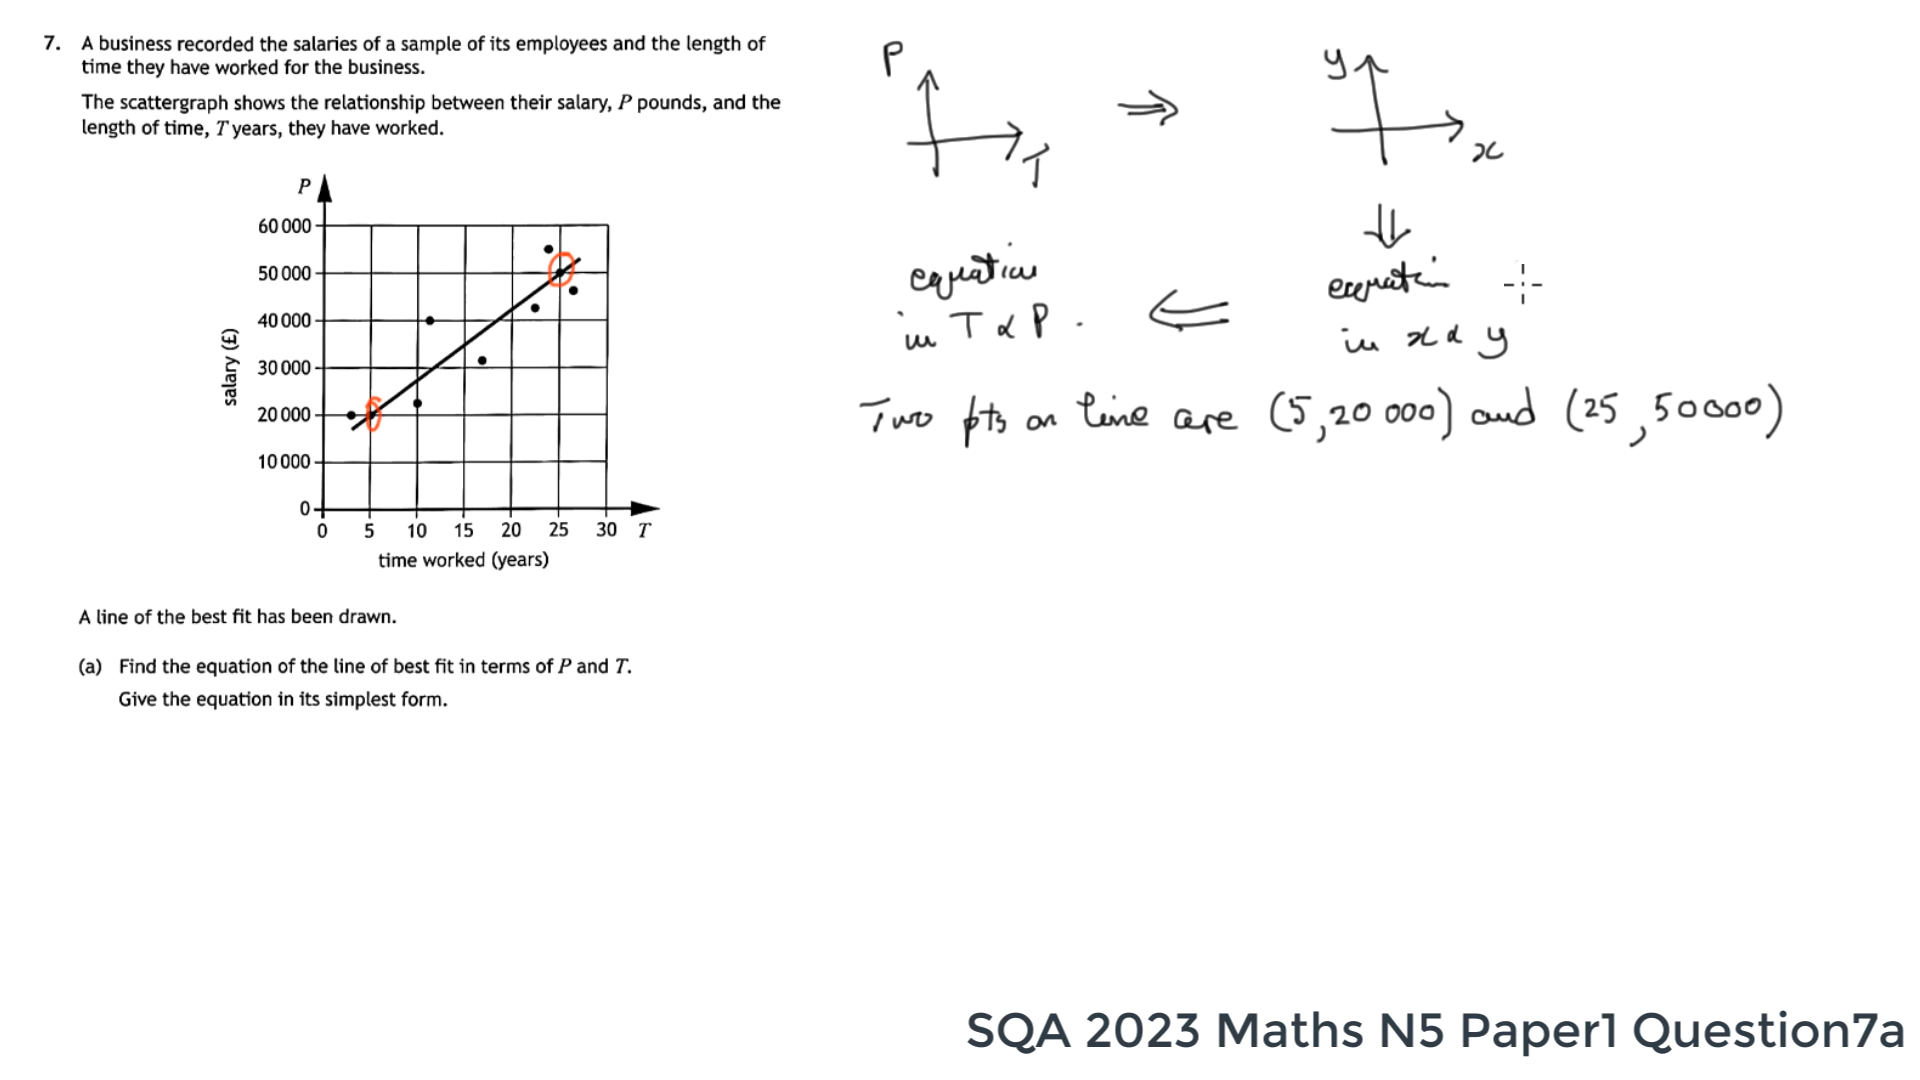 7. A business recorded the salaries of a sample of its employees and the length of
time they have worked for the business.
The scattergraph shows the relationship between their salary, P pounds, and the
length of time, T years, they have worked.
P
60 000
50 000
40 000
30 000
20 000
10 000
0
salary (£)
0 5 10 15 20 25 30 T
time worked (years)
A line of the best fit has been drawn.
(a) Find the equation of the line of best fit in terms of P and T.
Give the equation in its simplest form.
P
T
⇒
y
x
⇓
equation
in x & y
⇐
equation
in T & P.
Two pts on line are (5, 20 000) and (25, 50000)
SQA 2023 Maths N5 Paper1 Question7a